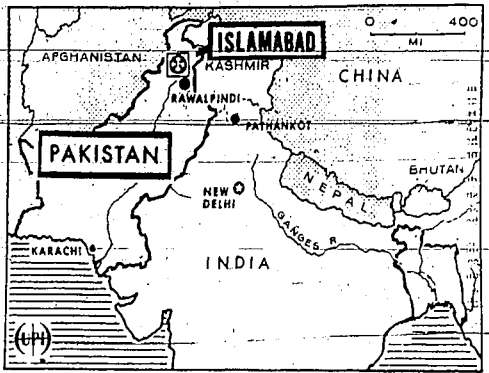 0 400
MI
ISLAMABAD
AFGHANISTAN
KASHMIR
CHINA
RAWALPINDI
PATHANKOT
PAKISTAN
BHUTAN
NEPAL
NEW
DELHI
GANGES R
KARACHI
INDIA
UPI